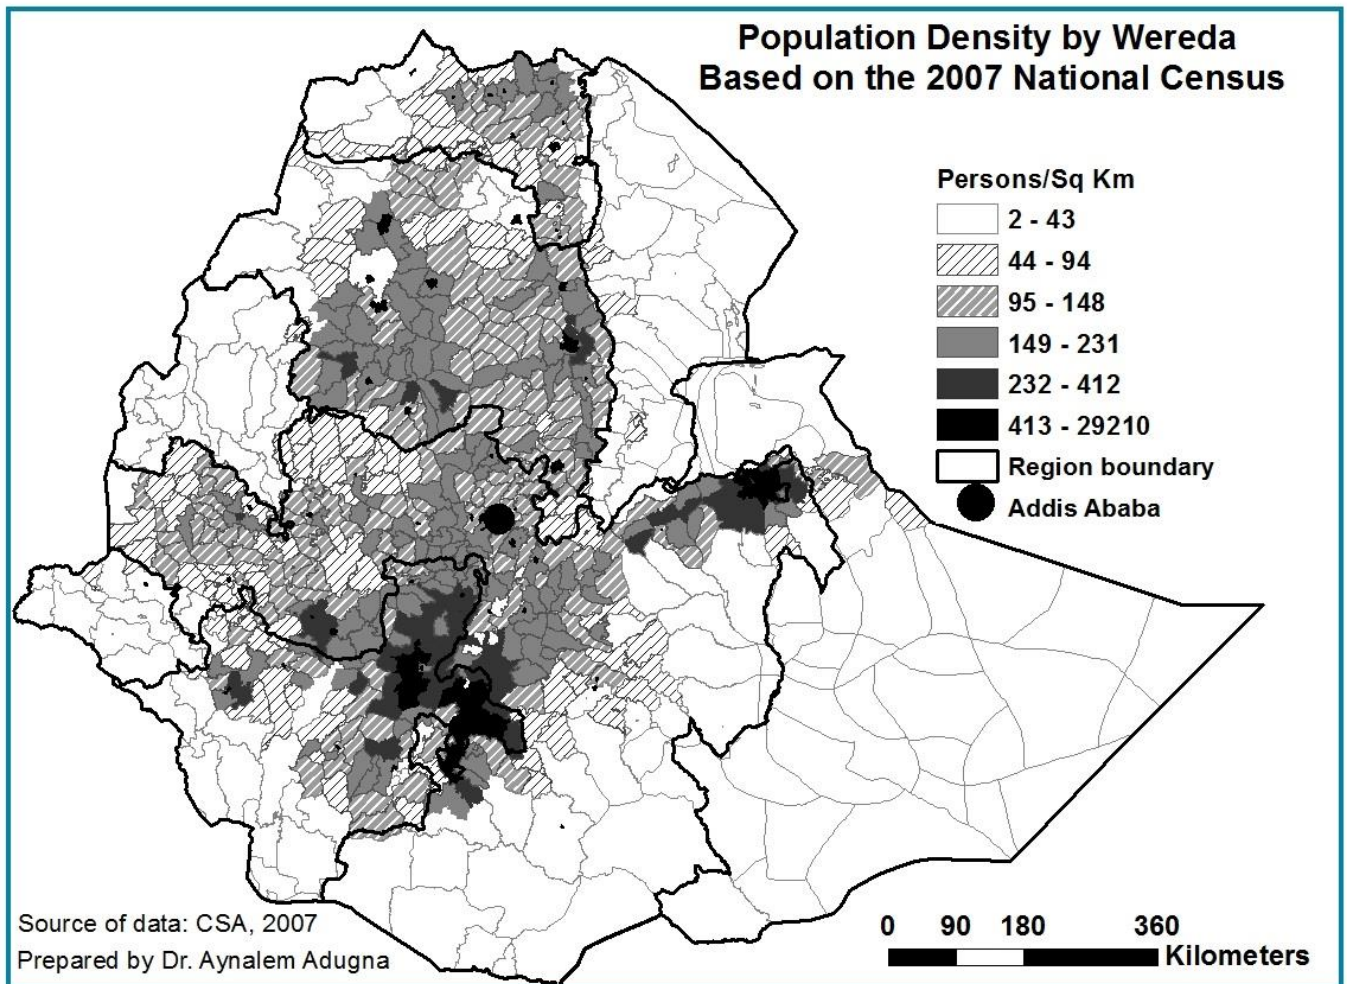 Population Density by Wereda
Based on the 2007 National Census
Persons/Sq Km
2 - 43
44 - 94
95 - 148
149 - 231
232 - 412
413 - 29210
Region boundary
Addis Ababa
Source of data: CSA, 2007
Prepared by Dr. Aynalem Adugna
0 90 180 360
Kilometers